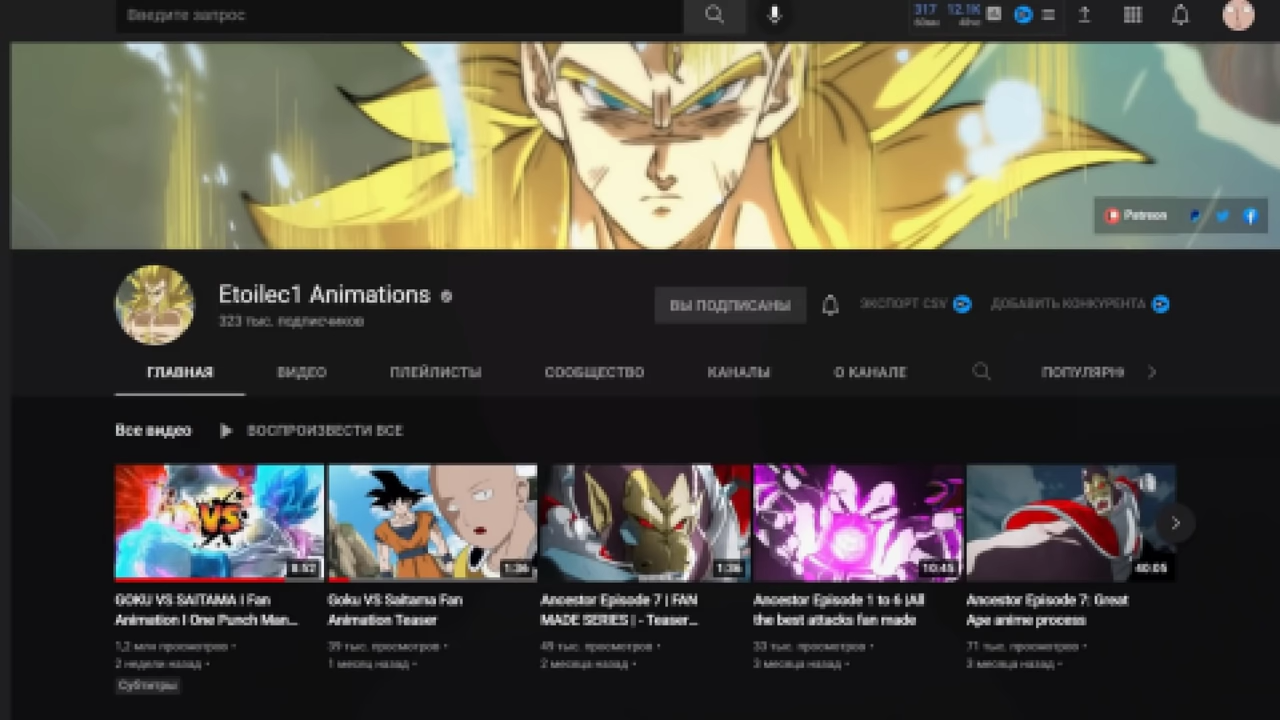 Введите запрос
317 12.1K
60мин 48чт
Patreon
Etoilec1 Animations
323 тыс. подписчиков
ВЫ ПОДПИСАНЫ
ЭКСПОРТ CSV
ДОБАВИТЬ КОНКУРЕНТА
ГЛАВНАЯ ВИДЕО ПЛЕЙЛИСТЫ СООБЩЕСТВО КАНАЛЫ О КАНАЛЕ ПОПУЛЯРН
Все видео ВОСПРОИЗВЕСТИ ВСЕ
VS
8:52 1:36 1:36 10:45 40:05
GOKU VS SAITAMA I Fan
Animation I One Punch Man...
1,2 млн просмотров •
2 недели назад •
Субтитры
Goku VS Saitama Fan
Animation Teaser
39 тыс. просмотров •
1 месяц назад •
Ancestor Episode 7 | FAN
MADE SERIES | - Teaser...
49 тыс. просмотров •
2 месяца назад •
Ancestor Episode 1 to 6 |All
the best attacks fan made
33 тыс. просмотров •
3 месяца назад •
Ancestor Episode 7: Great
Ape anime process
71 тыс. просмотров •
3 месяца назад •